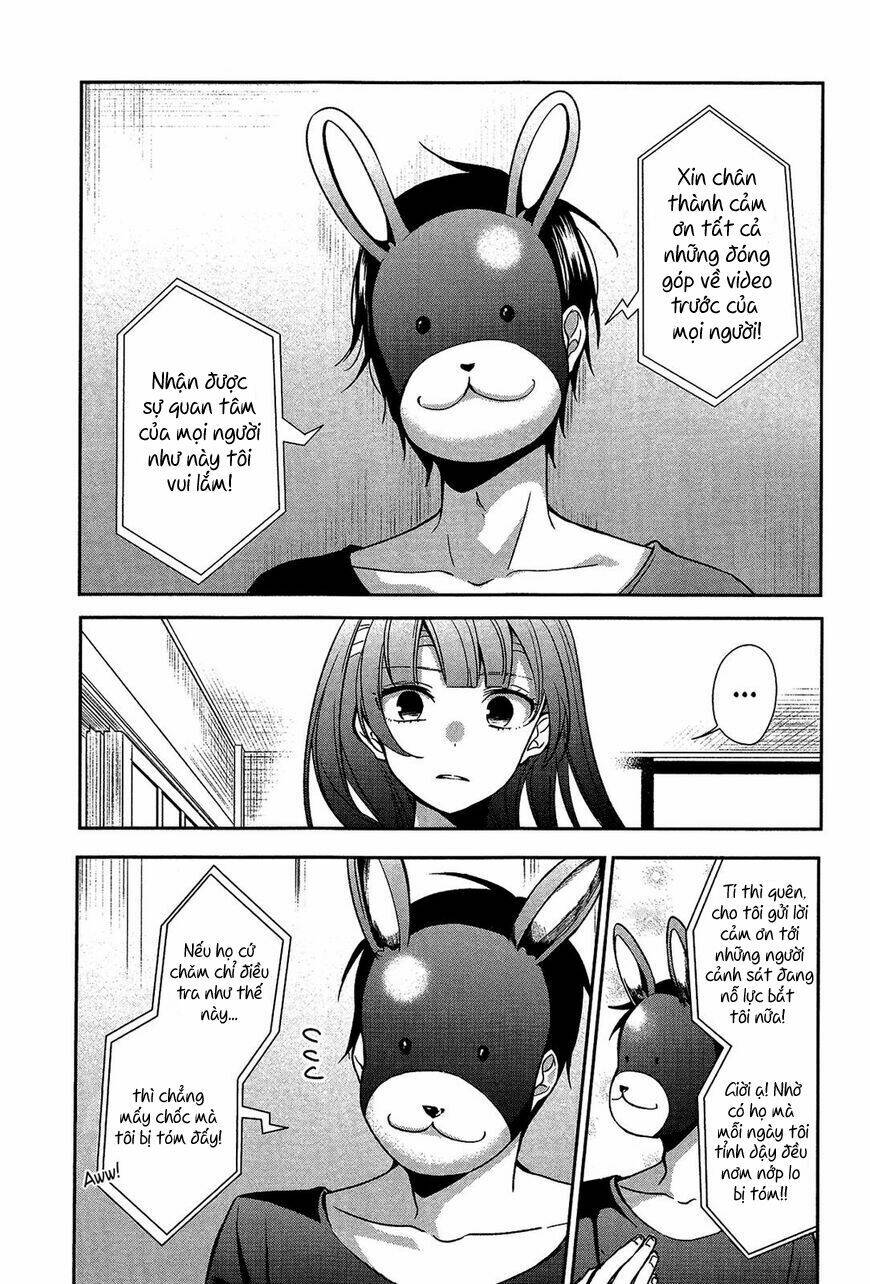 Xin chân
thành cảm
ơn tất cả
những đóng
góp về video
trước của
mọi người!
Nhận được
sự quan tâm
của mọi người
như này tôi
vui lắm!
...
Tí thì quên,
cho tôi gửi lời
cảm ơn tới
những người
cảnh sát đang
nỗ lực bắt
tôi nữa!
Giời ạ! Nhờ
có họ mà
mỗi ngày tôi
tỉnh dậy đều
nơm nớp lo
bị tóm!!
Nếu họ cứ
chăm chỉ điều
tra như thế
này...
thì chẳng
mấy chốc mà
tôi bị tóm đấy!
Aww!